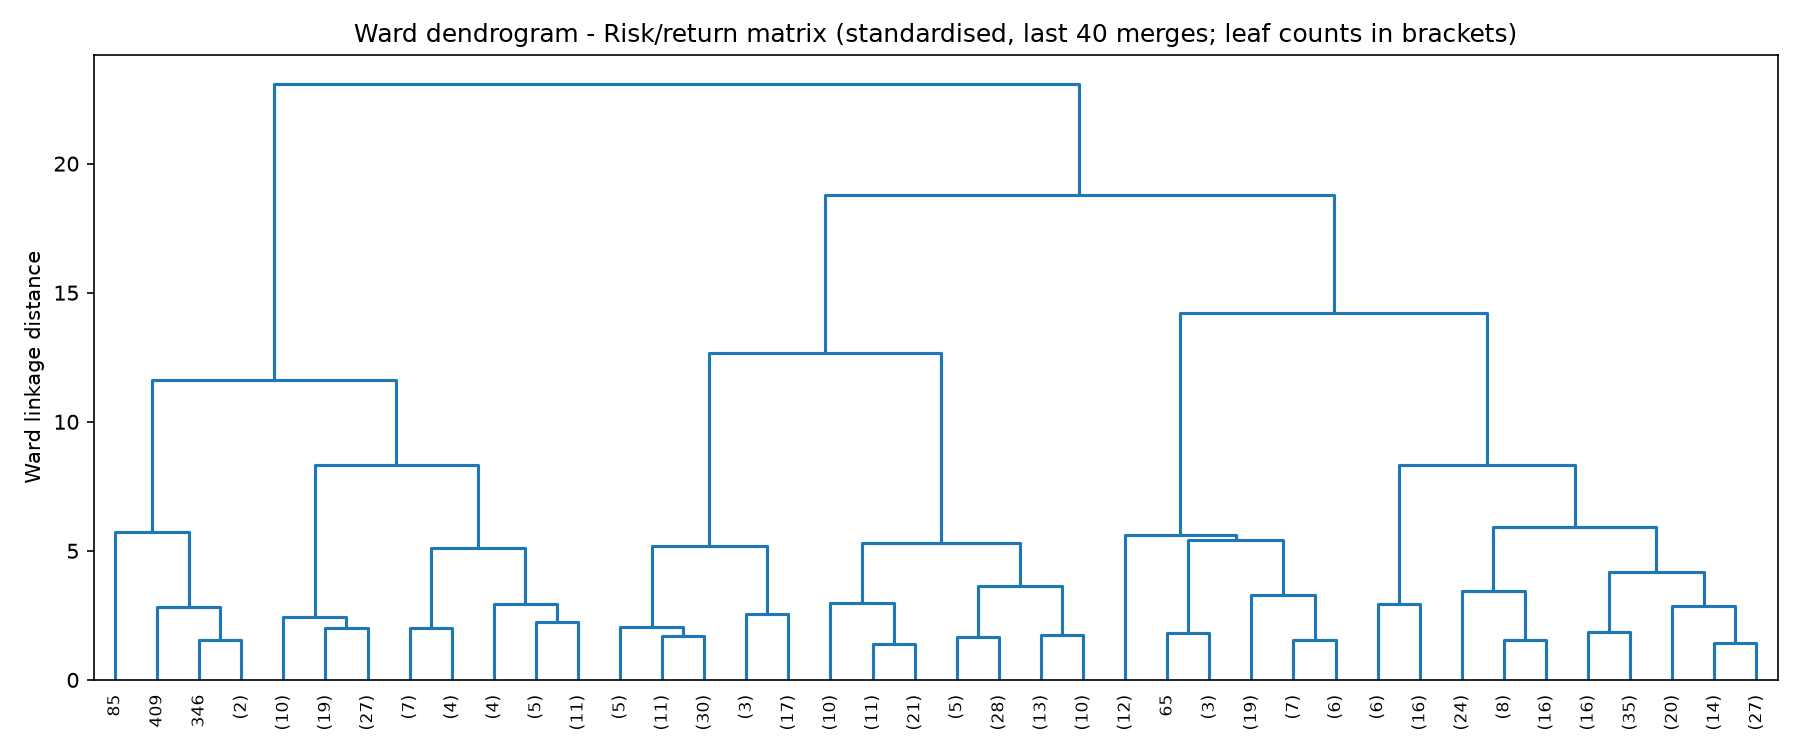 Ward dendrogram - Risk/return matrix (standardised, last 40 merges; leaf counts in brackets)
Ward linkage distance
20
15
10
5
0
85 409 346 (2) (10) (19) (27) (7) (4) (4) (5) (11) (5) (11) (30) (3) (17) (10) (11) (21) (5) (28) (13) (10) (12) 65 (3) (19) (7) (6) (6) (16) (24) (8) (16) (16) (35) (20) (14) (27)